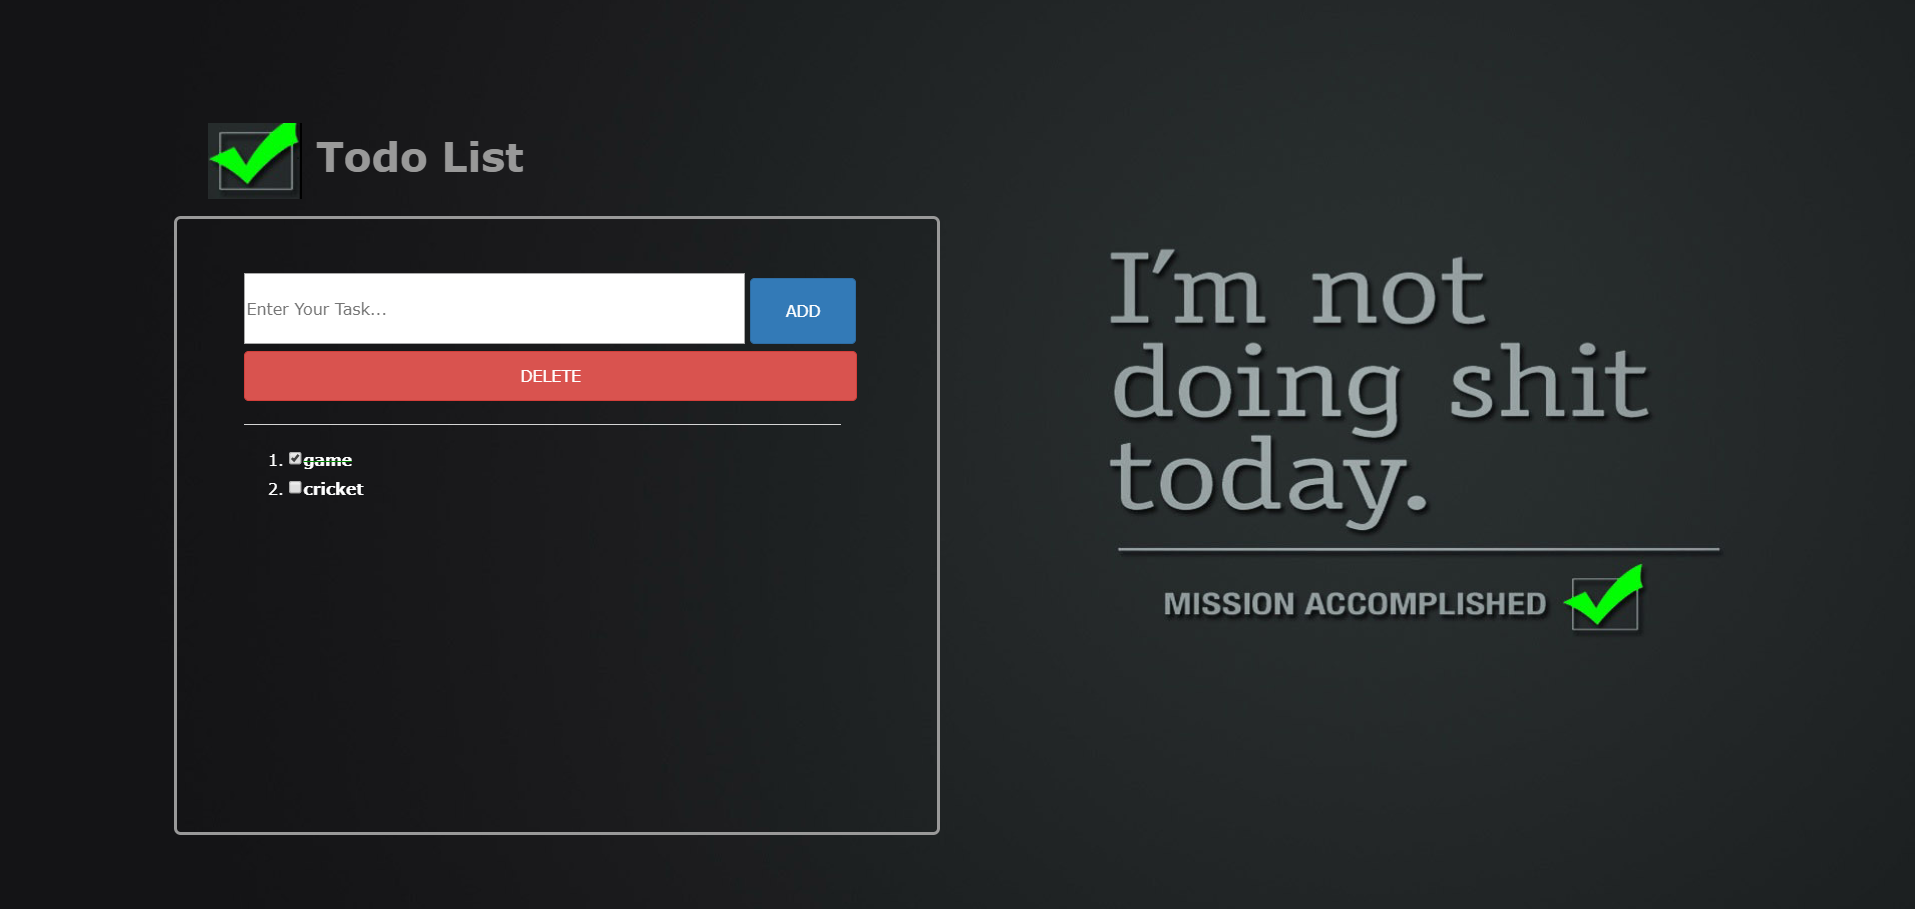 Todo List
Enter Your Task...
ADD
DELETE
1. game
2. cricket
I'm not
doing shit
today.
MISSION ACCOMPLISHED